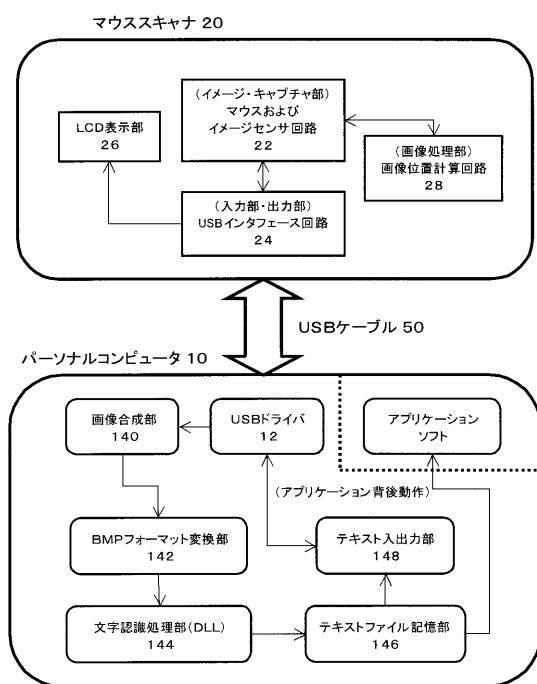 マウススキャナ 20
(イメージ・キャプチャ部)
マウスおよび
イメージセンサ回路
22
LCD表示部
26
(画像処理部)
画像位置計算回路
28
(入力部・出力部)
USBインタフェース回路
24
USBケーブル 50
パーソナルコンピュータ 10
画像合成部
140
USBドライバ
12
アプリケーション
ソフト
(アプリケーション背後動作)
BMPフォーマット変換部
142
テキスト入出力部
148
文字認識処理部(DLL)
144
テキストファイル記憶部
146